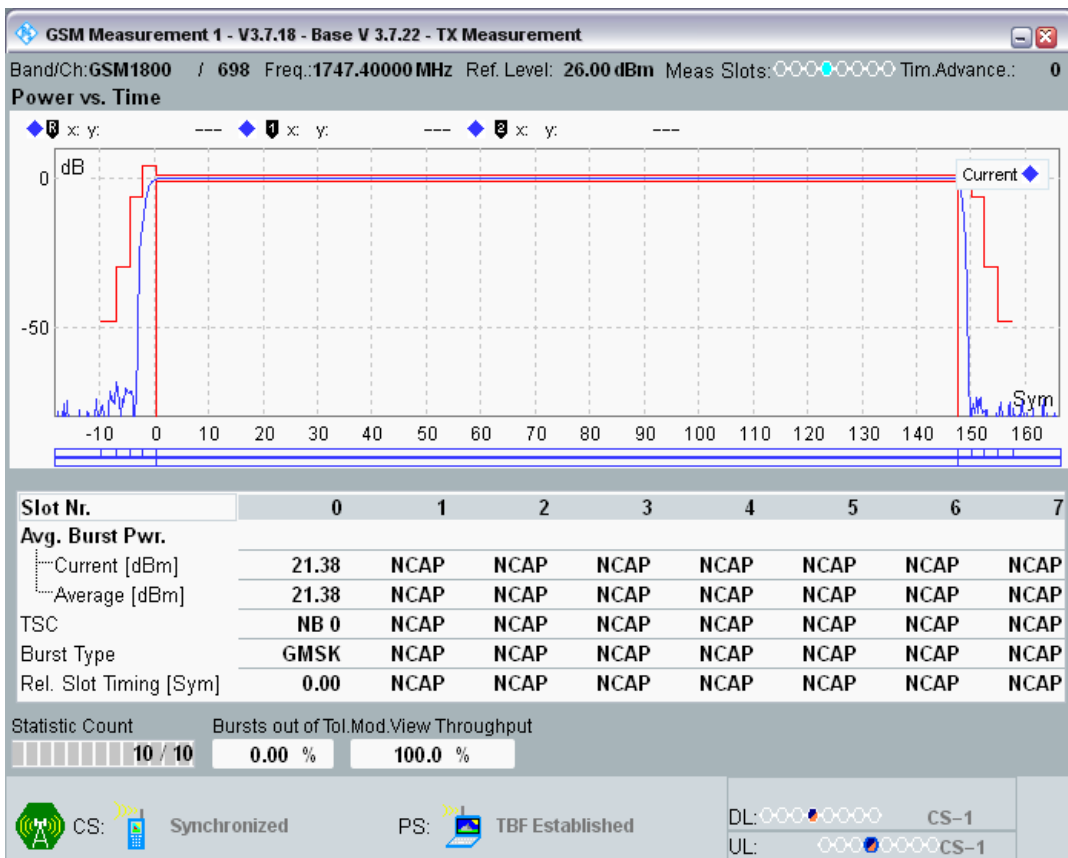 GSM Measurement 1 - V3.7.18 - Base V 3.7.22 - TX Measurement
Band/Ch:GSM1800 / 698 Freq.:1747.40000 MHz Ref. Level: 26.00 dBm Meas Slots: Tim.Advance.: 0
Power vs. Time
R x: y: --- 1 x: y: --- 2 x: y: ---
dB
Current
0
-50
Sym
-10 0 10 20 30 40 50 60 70 80 90 100 110 120 130 140 150 160
Slot Nr. 0 1 2 3 4 5 6 7
Avg. Burst Pwr.
Current [dBm] 21.38 NCAP NCAP NCAP NCAP NCAP NCAP NCAP
Average [dBm] 21.38 NCAP NCAP NCAP NCAP NCAP NCAP NCAP
TSC NB 0 NCAP NCAP NCAP NCAP NCAP NCAP NCAP
Burst Type GMSK NCAP NCAP NCAP NCAP NCAP NCAP NCAP
Rel. Slot Timing [Sym] 0.00 NCAP NCAP NCAP NCAP NCAP NCAP NCAP
Statistic Count Bursts out of Tol.Mod.View Throughput
10 / 10 0.00 % 100.0 %
CS: Synchronized PS: TBF Established DL: CS-1
UL: CS-1